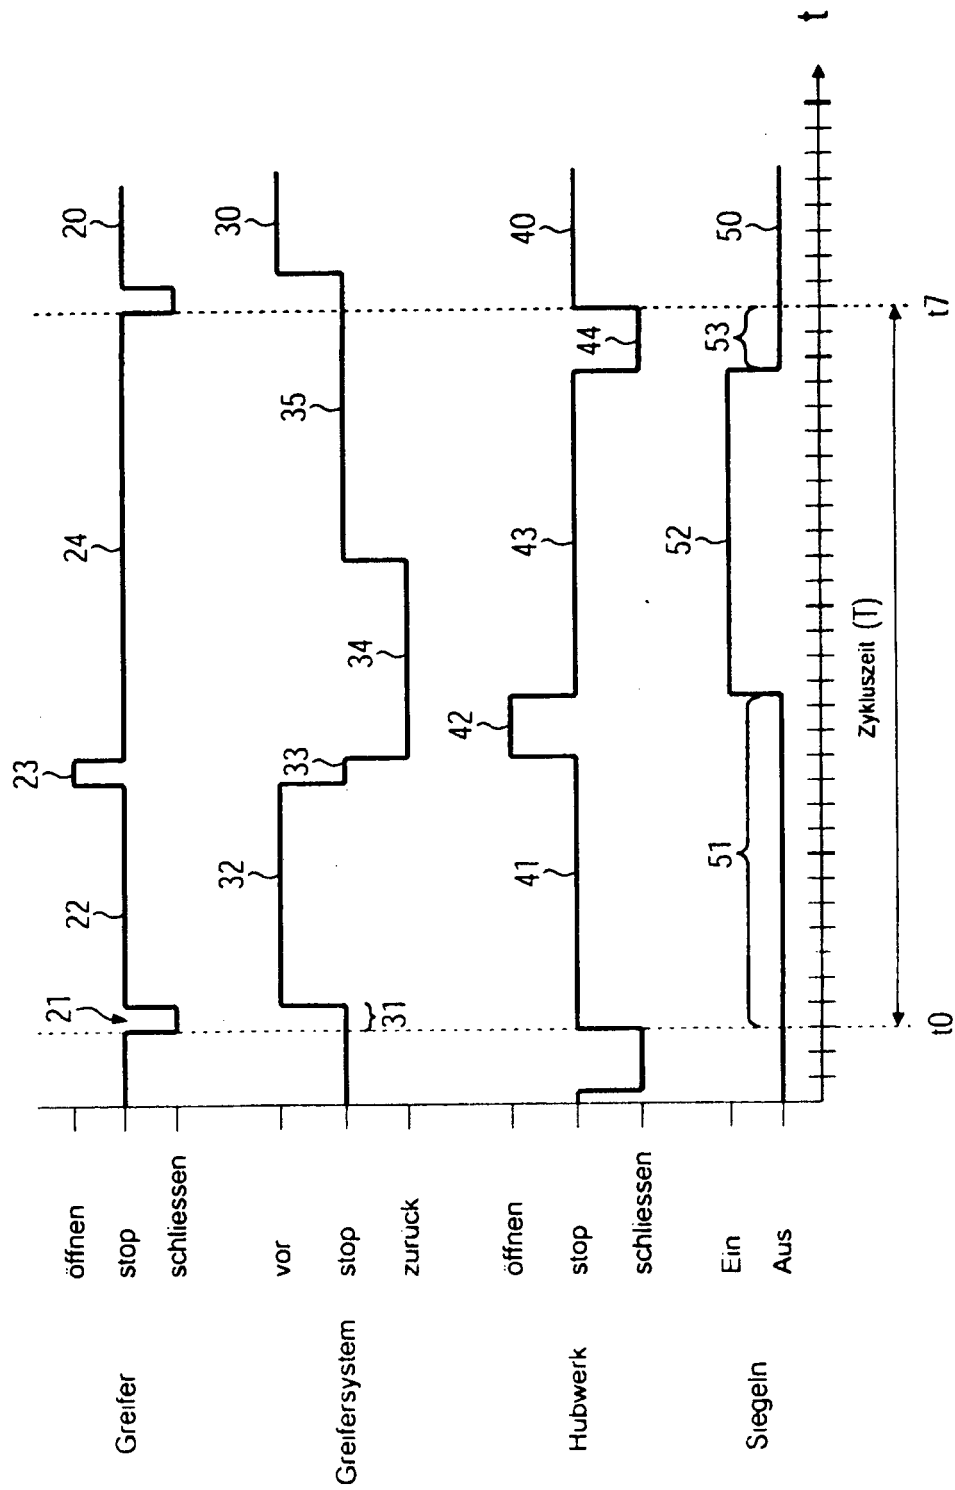 Greifer
öffnen
stop
schliessen
21
22
23
24
20
Greifersystem
vor
stop
zurück
31
32
33
34
35
30
Hubwerk
öffnen
stop
schliessen
41
42
43
44
40
Siegeln
Ein
Aus
51
52
53
50
t
t0
Zykluszeit (T)
t7